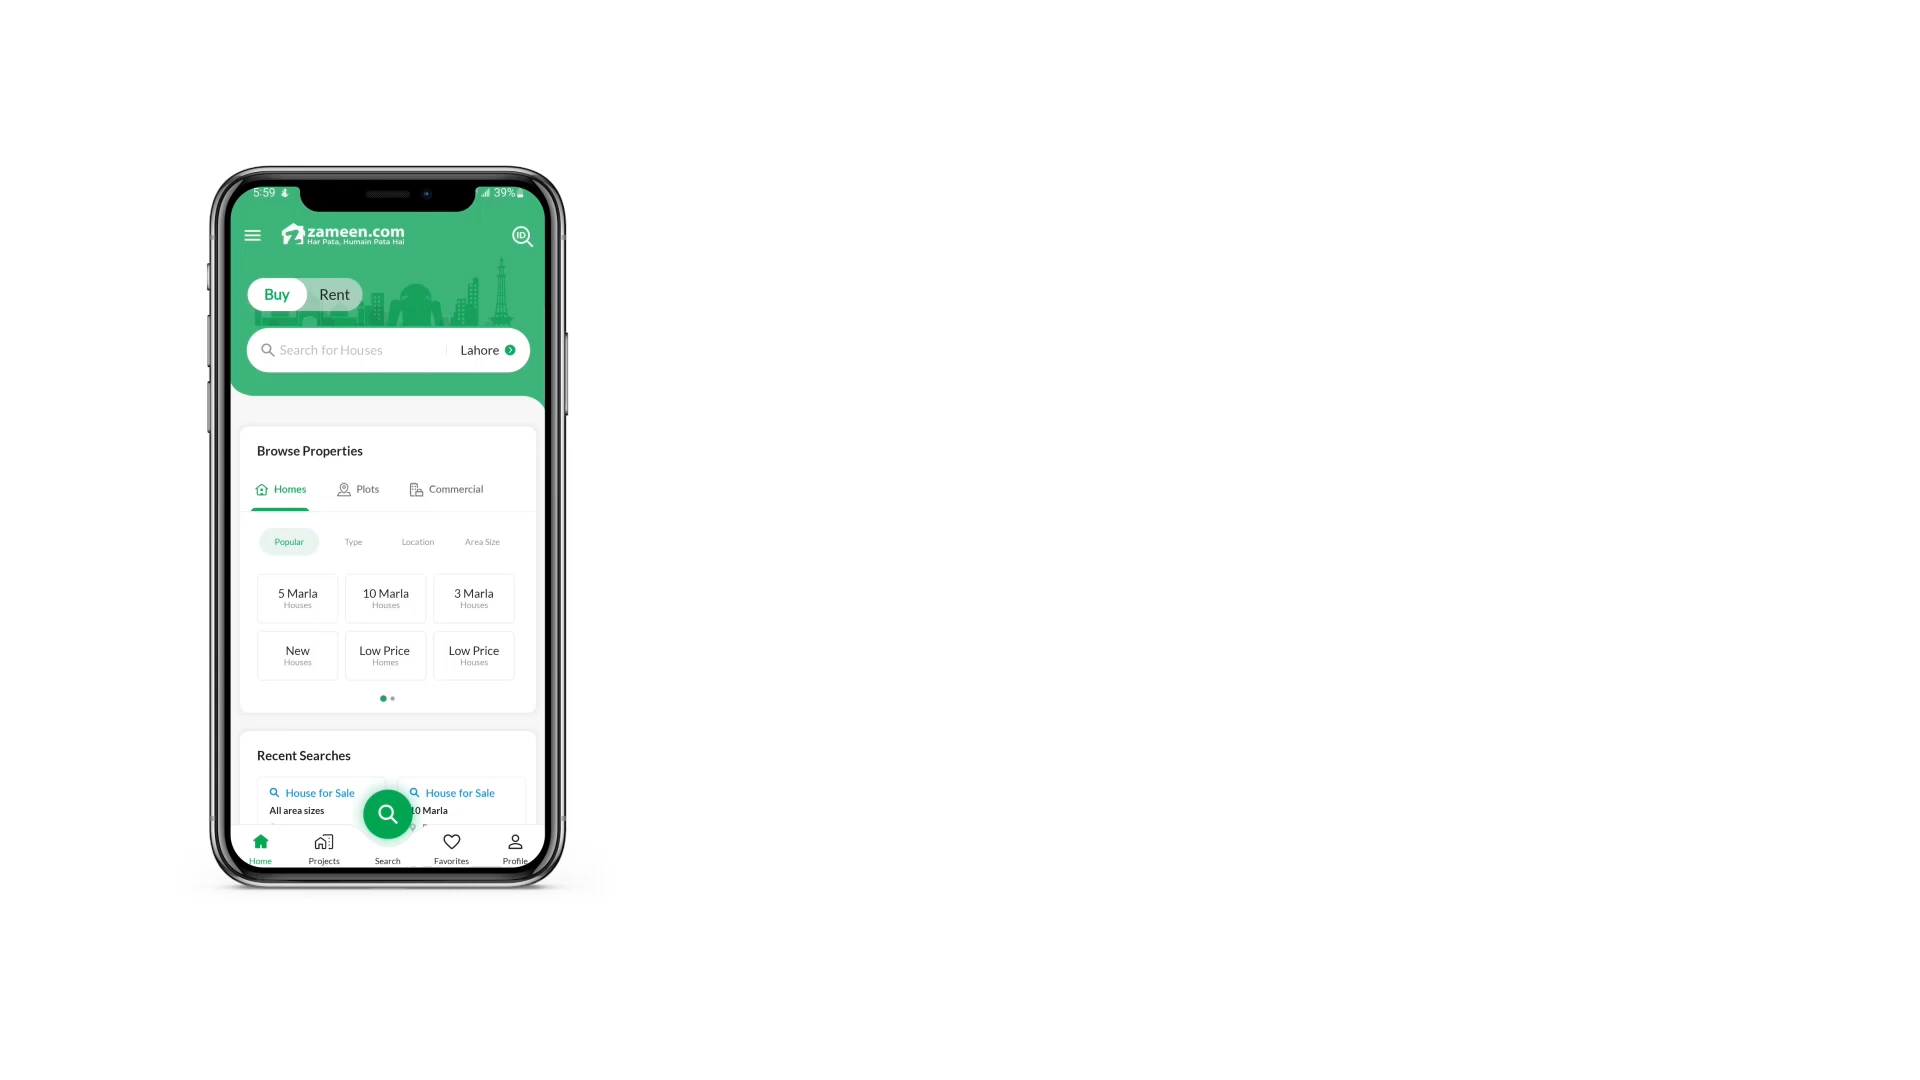 5:59 39%
zameen.com
Har Pata, Humain Pata Hai
ID
Buy Rent
Search for Houses Lahore
Browse Properties
Homes Plots Commercial
Popular Type Location Area Size
5 Marla 10 Marla 3 Marla
Houses Houses Houses
New Low Price Low Price
Houses Homes Houses
Recent Searches
House for Sale House for Sale
All area sizes 10 Marla
Home Projects Search Favorites Profile